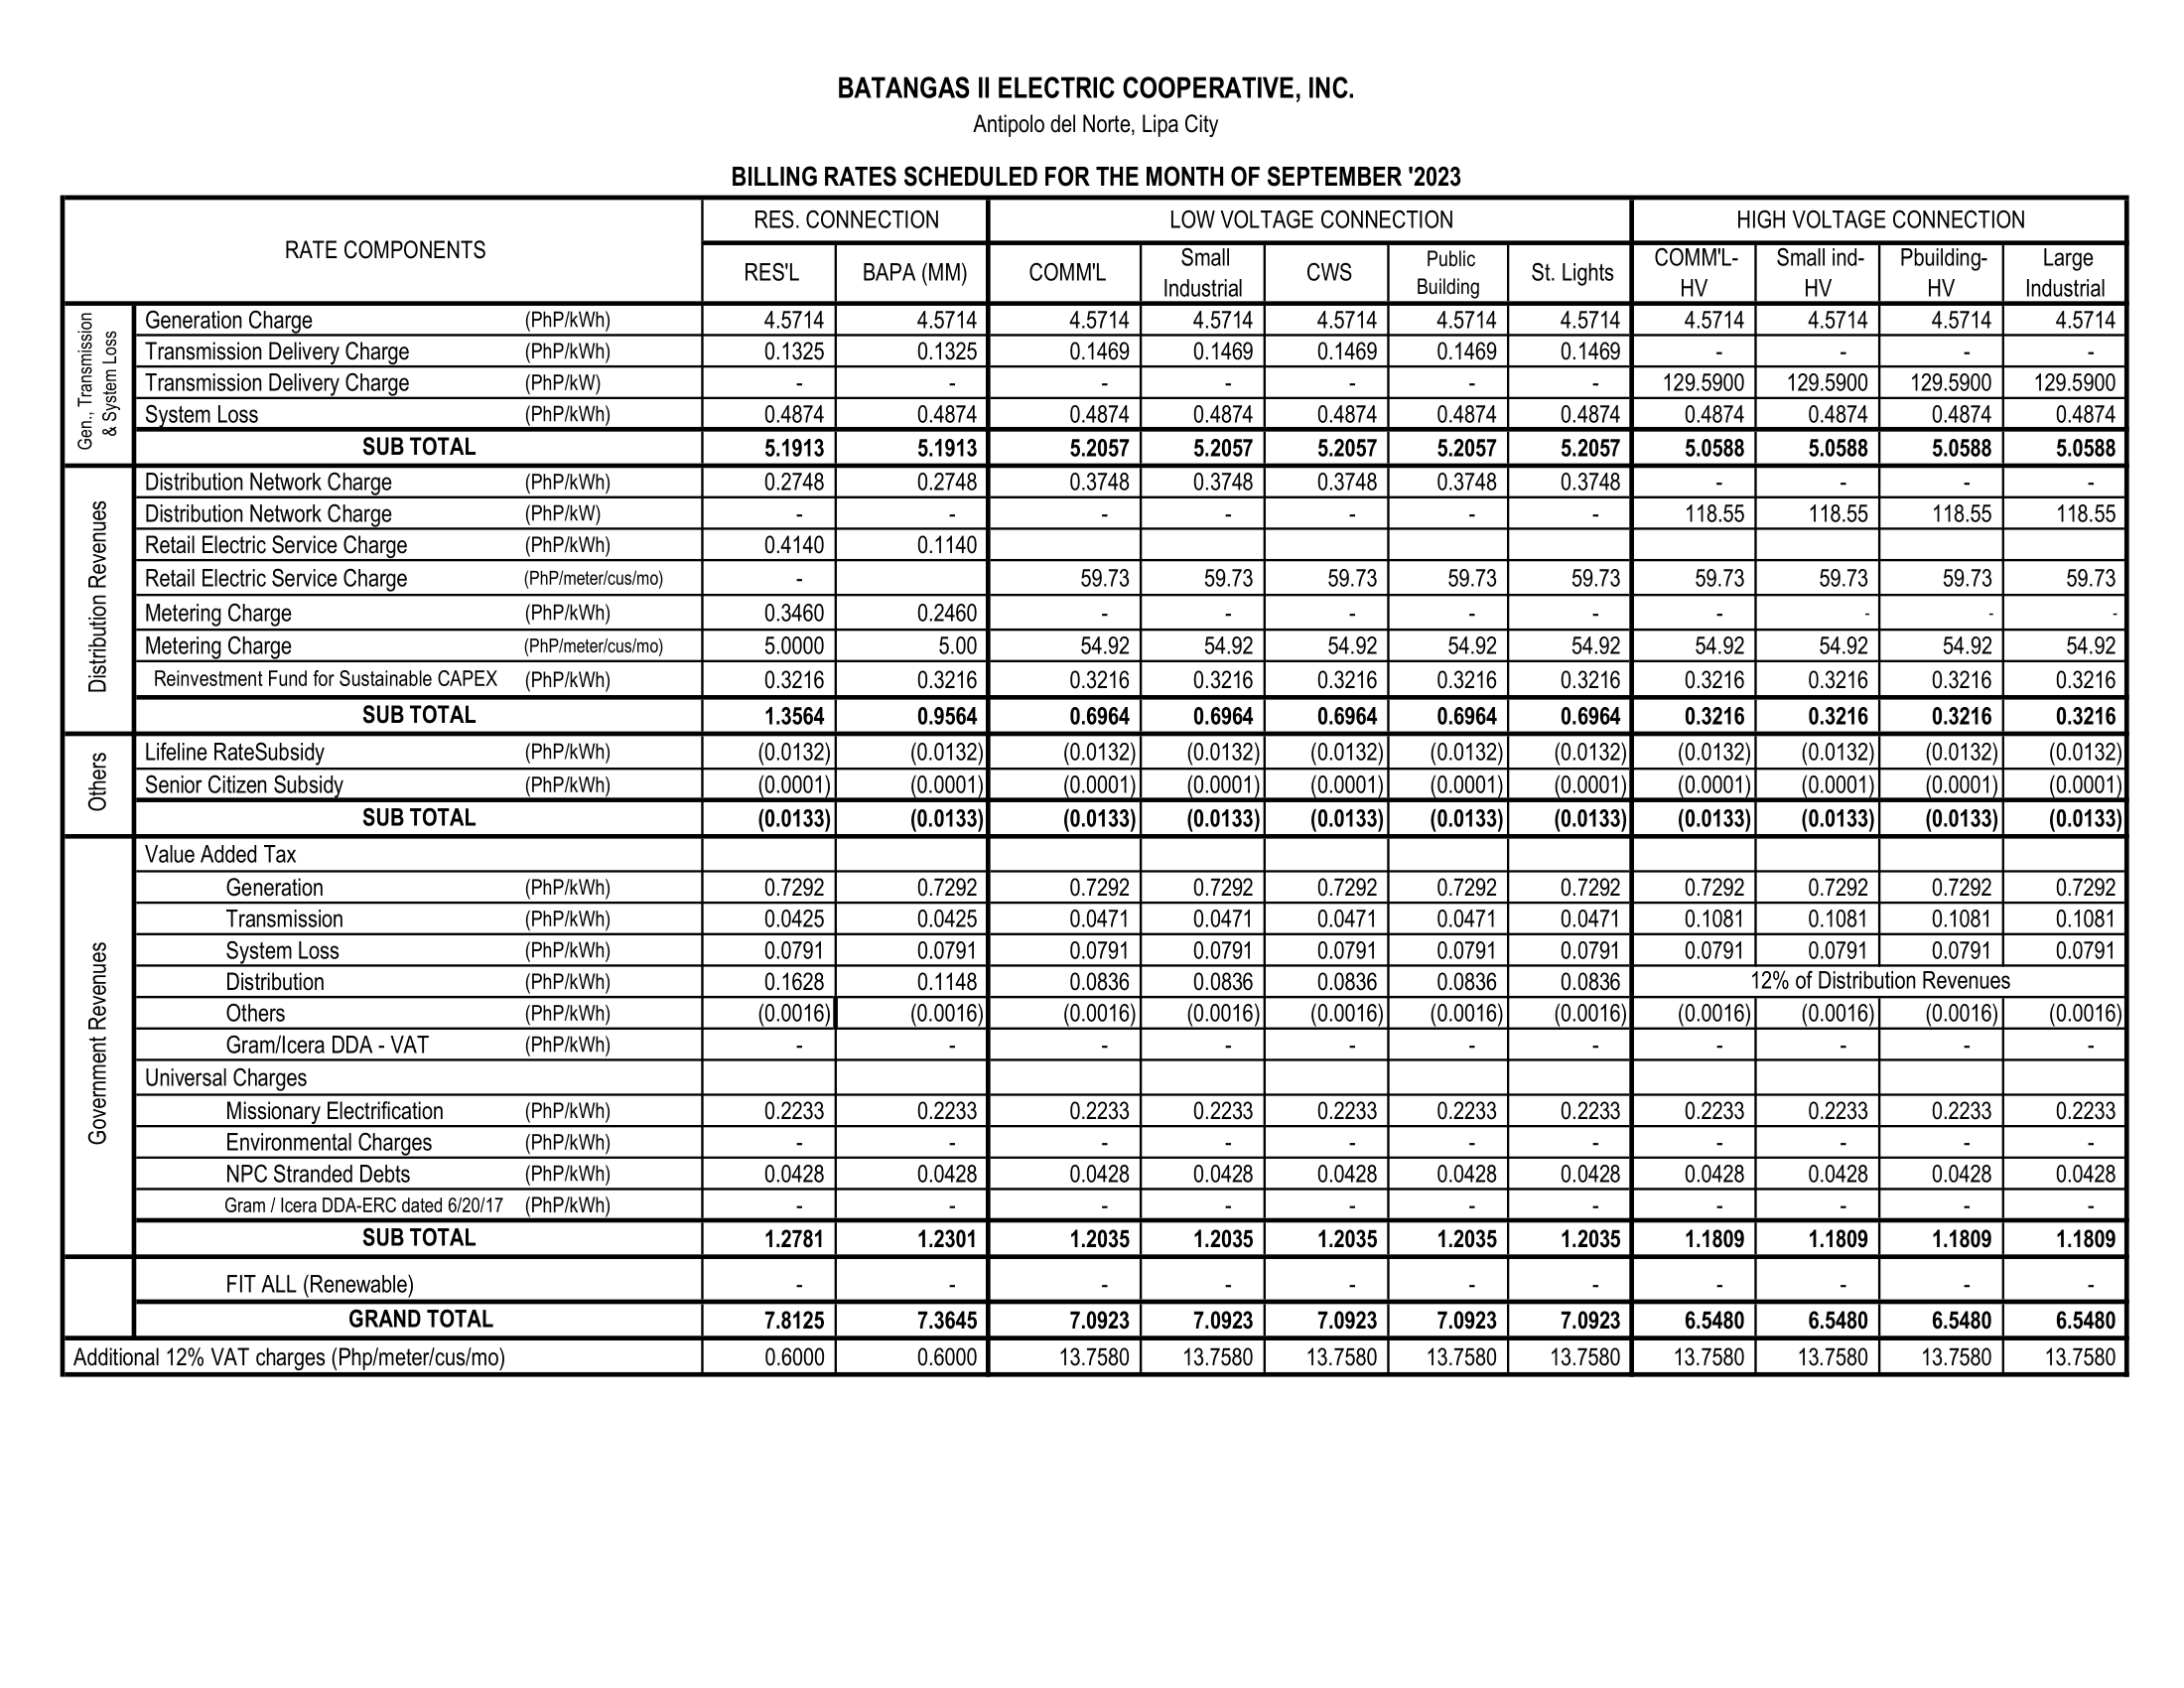 BATANGAS II ELECTRIC COOPERATIVE, INC.
Antipolo del Norte, Lipa City
BILLING RATES SCHEDULED FOR THE MONTH OF SEPTEMBER '2023
RATE COMPONENTS RES. CONNECTION LOW VOLTAGE CONNECTION HIGH VOLTAGE CONNECTION
RES'L BAPA (MM) COMM'L Small Industrial CWS Public Building St. Lights COMM'L-HV Small ind-HV Pbuilding-HV Large Industrial
Gen., Transmission & System Loss
Generation Charge (PhP/kWh) 4.5714 4.5714 4.5714 4.5714 4.5714 4.5714 4.5714 4.5714 4.5714 4.5714 4.5714
Transmission Delivery Charge (PhP/kWh) 0.1325 0.1325 0.1469 0.1469 0.1469 0.1469 0.1469 - - - -
Transmission Delivery Charge (PhP/kW) - - - - - - - 129.5900 129.5900 129.5900 129.5900
System Loss (PhP/kWh) 0.4874 0.4874 0.4874 0.4874 0.4874 0.4874 0.4874 0.4874 0.4874 0.4874 0.4874
SUB TOTAL 5.1913 5.1913 5.2057 5.2057 5.2057 5.2057 5.2057 5.0588 5.0588 5.0588 5.0588
Distribution Revenues
Distribution Network Charge (PhP/kWh) 0.2748 0.2748 0.3748 0.3748 0.3748 0.3748 0.3748 - - - -
Distribution Network Charge (PhP/kW) - - - - - - - 118.55 118.55 118.55 118.55
Retail Electric Service Charge (PhP/kWh) 0.4140 0.1140
Retail Electric Service Charge (PhP/meter/cus/mo) - 59.73 59.73 59.73 59.73 59.73 59.73 59.73 59.73 59.73
Metering Charge (PhP/kWh) 0.3460 0.2460 - - - - - - - - -
Metering Charge (PhP/meter/cus/mo) 5.0000 5.00 54.92 54.92 54.92 54.92 54.92 54.92 54.92 54.92 54.92
Reinvestment Fund for Sustainable CAPEX (PhP/kWh) 0.3216 0.3216 0.3216 0.3216 0.3216 0.3216 0.3216 0.3216 0.3216 0.3216 0.3216
SUB TOTAL 1.3564 0.9564 0.6964 0.6964 0.6964 0.6964 0.6964 0.3216 0.3216 0.3216 0.3216
Others
Lifeline RateSubsidy (PhP/kWh) (0.0132) (0.0132) (0.0132) (0.0132) (0.0132) (0.0132) (0.0132) (0.0132) (0.0132) (0.0132) (0.0132)
Senior Citizen Subsidy (PhP/kWh) (0.0001) (0.0001) (0.0001) (0.0001) (0.0001) (0.0001) (0.0001) (0.0001) (0.0001) (0.0001) (0.0001)
SUB TOTAL (0.0133) (0.0133) (0.0133) (0.0133) (0.0133) (0.0133) (0.0133) (0.0133) (0.0133) (0.0133) (0.0133)
Government Revenues
Value Added Tax
Generation (PhP/kWh) 0.7292 0.7292 0.7292 0.7292 0.7292 0.7292 0.7292 0.7292 0.7292 0.7292 0.7292
Transmission (PhP/kWh) 0.0425 0.0425 0.0471 0.0471 0.0471 0.0471 0.0471 0.1081 0.1081 0.1081 0.1081
System Loss (PhP/kWh) 0.0791 0.0791 0.0791 0.0791 0.0791 0.0791 0.0791 0.0791 0.0791 0.0791 0.0791
Distribution (PhP/kWh) 0.1628 0.1148 0.0836 0.0836 0.0836 0.0836 0.0836 12% of Distribution Revenues
Others (PhP/kWh) (0.0016) (0.0016) (0.0016) (0.0016) (0.0016) (0.0016) (0.0016) (0.0016) (0.0016) (0.0016) (0.0016)
Gram/Icera DDA - VAT (PhP/kWh) - - - - - - - - - - -
Universal Charges
Missionary Electrification (PhP/kWh) 0.2233 0.2233 0.2233 0.2233 0.2233 0.2233 0.2233 0.2233 0.2233 0.2233 0.2233
Environmental Charges (PhP/kWh) - - - - - - - - - - -
NPC Stranded Debts (PhP/kWh) 0.0428 0.0428 0.0428 0.0428 0.0428 0.0428 0.0428 0.0428 0.0428 0.0428 0.0428
Gram / Icera DDA-ERC dated 6/20/17 (PhP/kWh) - - - - - - - - - - -
SUB TOTAL 1.2781 1.2301 1.2035 1.2035 1.2035 1.2035 1.2035 1.1809 1.1809 1.1809 1.1809
FIT ALL (Renewable) - - - - - - - - - - -
GRAND TOTAL 7.8125 7.3645 7.0923 7.0923 7.0923 7.0923 7.0923 6.5480 6.5480 6.5480 6.5480
Additional 12% VAT charges (Php/meter/cus/mo) 0.6000 0.6000 13.7580 13.7580 13.7580 13.7580 13.7580 13.7580 13.7580 13.7580 13.7580